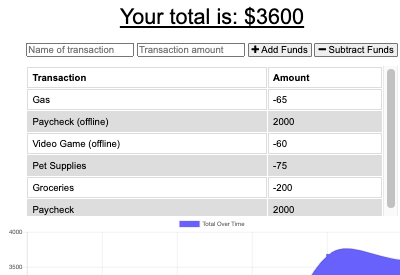 Your total is: $3600
Name of transaction Transaction amount + Add Funds − Subtract Funds
Transaction Amount
Gas -65
Paycheck (offline) 2000
Video Game (offline) -60
Pet Supplies -75
Groceries -200
Paycheck 2000
Total Over Time
4000
3500